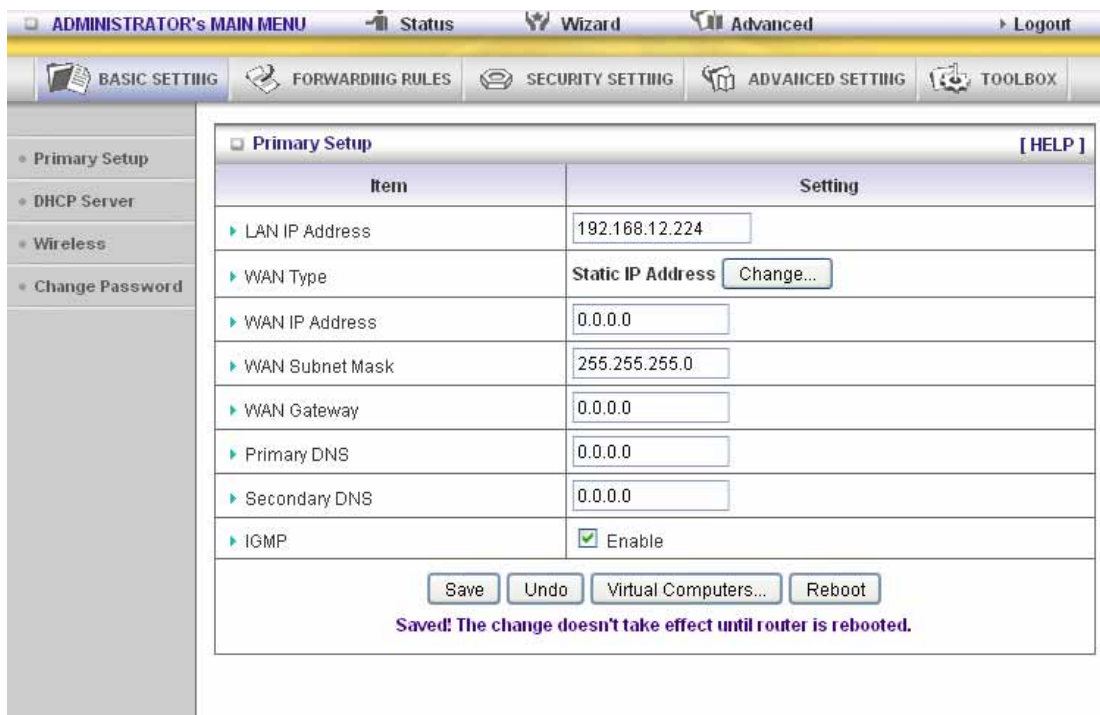 ADMINISTRATOR's MAIN MENU Status Wizard Advanced Logout
BASIC SETTING FORWARDING RULES SECURITY SETTING ADVANCED SETTING TOOLBOX
Primary Setup
DHCP Server
Wireless
Change Password
Primary Setup [ HELP ]
Item Setting
LAN IP Address 192.168.12.224
WAN Type Static IP Address Change...
WAN IP Address 0.0.0.0
WAN Subnet Mask 255.255.255.0
WAN Gateway 0.0.0.0
Primary DNS 0.0.0.0
Secondary DNS 0.0.0.0
IGMP Enable
Save Undo Virtual Computers... Reboot
Saved! The change doesn't take effect until router is rebooted.